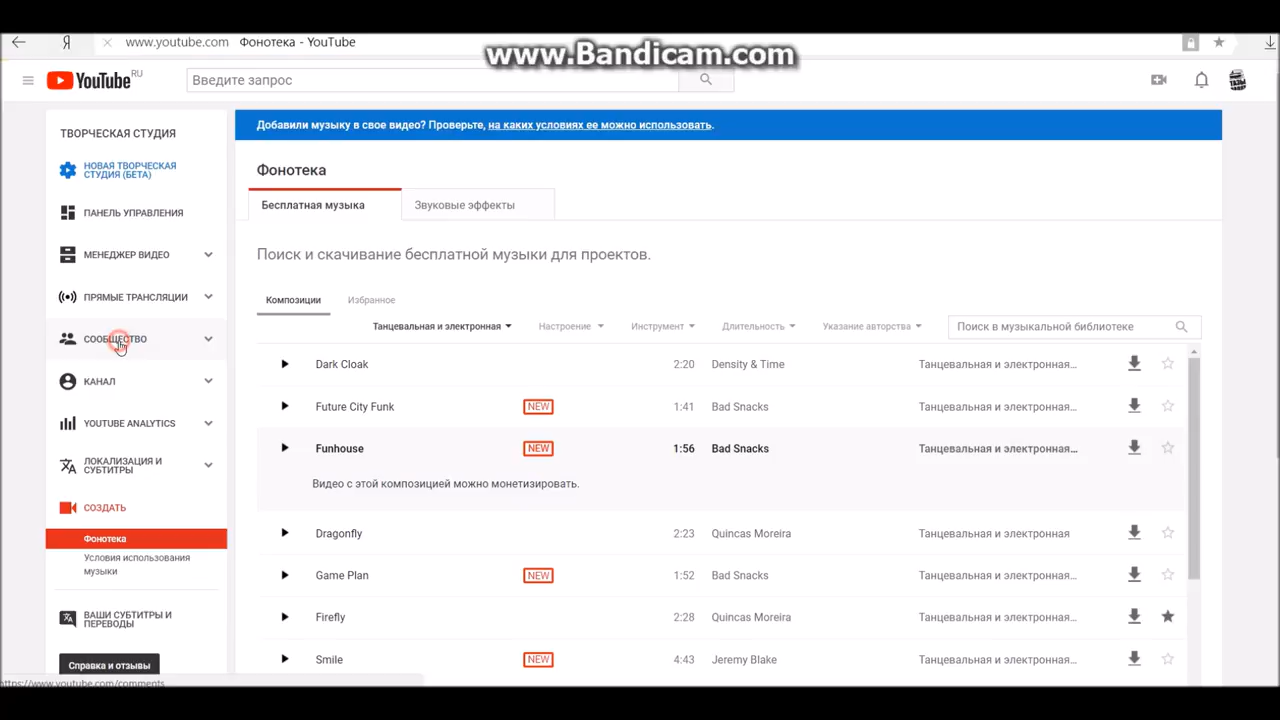 www.youtube.com Фонотека - YouTube
www.Bandicam.com
YouTube RU
Введите запрос
ТВОРЧЕСКАЯ СТУДИЯ
НОВАЯ ТВОРЧЕСКАЯ
СТУДИЯ (БЕТА)
ПАНЕЛЬ УПРАВЛЕНИЯ
МЕНЕДЖЕР ВИДЕО
ПРЯМЫЕ ТРАНСЛЯЦИИ
СООБЩЕСТВО
КАНАЛ
YOUTUBE ANALYTICS
ЛОКАЛИЗАЦИЯ И
СУБТИТРЫ
СОЗДАТЬ
Фонотека
Условия использования
музыки
ВАШИ СУБТИТРЫ И
ПЕРЕВОДЫ
Справка и отзывы
https://www.youtube.com/comments
Добавили музыку в свое видео? Проверьте, на каких условиях ее можно использовать.
Фонотека
Бесплатная музыка Звуковые эффекты
Поиск и скачивание бесплатной музыки для проектов.
Композиции Избранное
Танцевальная и электронная Настроение Инструмент Длительность Указание авторства Поиск в музыкальной библиотеке
Dark Cloak 2:20 Density & Time Танцевальная и электронная...
Future City Funk NEW 1:41 Bad Snacks Танцевальная и электронная...
Funhouse NEW 1:56 Bad Snacks Танцевальная и электронная...
Видео с этой композицией можно монетизировать.
Dragonfly 2:23 Quincas Moreira Танцевальная и электронная
Game Plan NEW 1:52 Bad Snacks Танцевальная и электронная...
Firefly 2:28 Quincas Moreira Танцевальная и электронная...
Smile NEW 4:43 Jeremy Blake Танцевальная и электронная...